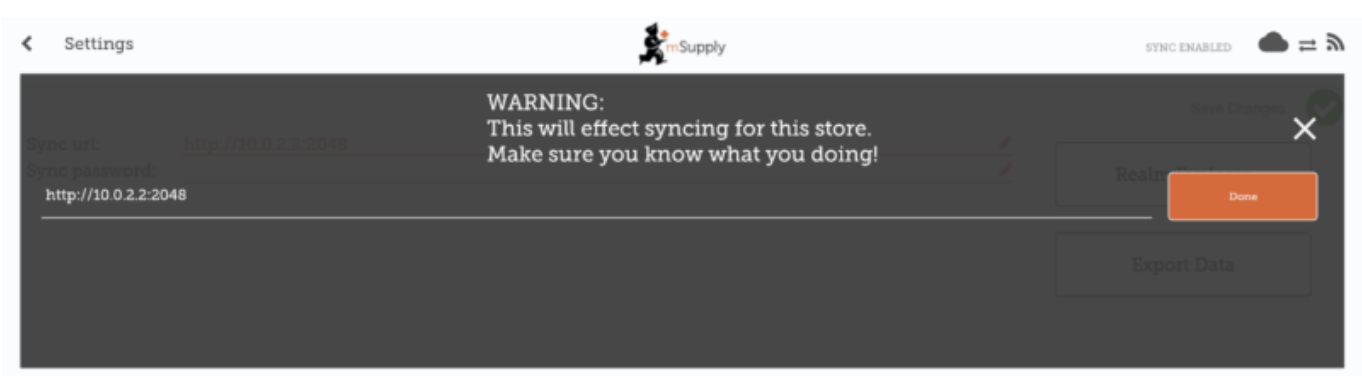 Settings
mSupply
SYNC ENABLED
WARNING:
This will effect syncing for this store.
Make sure you know what you doing!
Save Changes
Sync url: http://10.0.2.2:2048
Sync password:
http://10.0.2.2:2048
Done
Export Data